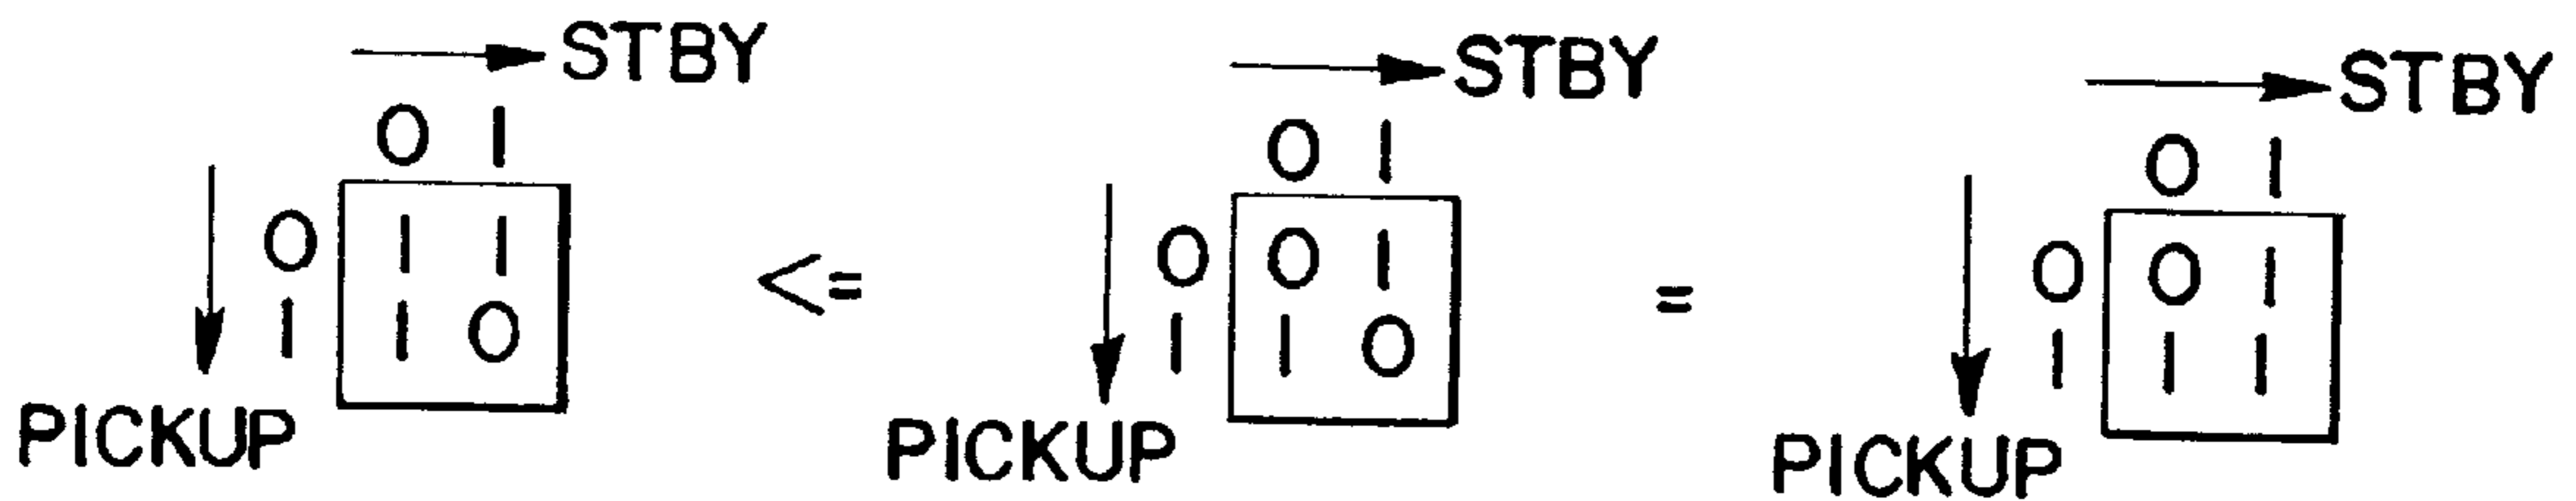 STBY STBY STBY
0 1 0 1 0 1
0 1 1 <= 0 0 1 = 0 0 1
1 1 0 1 1 0 1 1 1
PICKUP PICKUP PICKUP